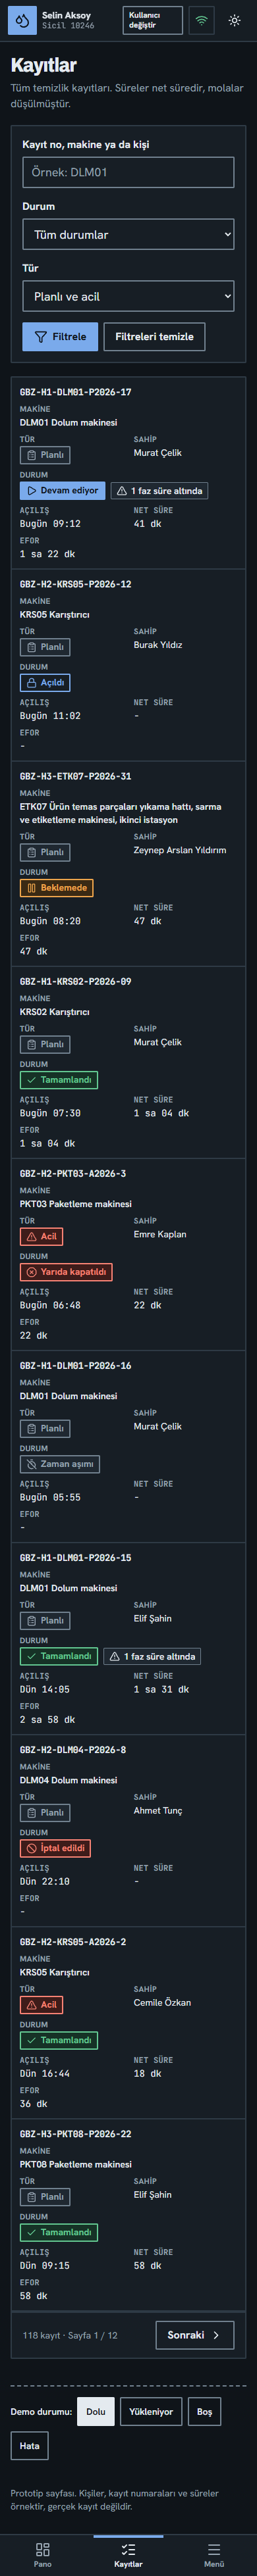 Selin Aksoy
Sicil 10246
Kullanıcı
değiştir
Kayıtlar
Tüm temizlik kayıtları. Süreler net süredir, molalar
düşülmüştür.
Kayıt no, makine ya da kişi
Örnek: DLM01
Durum
Tüm durumlar
Tür
Planlı ve acil
Filtrele
Filtreleri temizle
GBZ-H1-DLM01-P2026-17
MAKİNE
DLM01 Dolum makinesi
TÜR
SAHİP
Planlı
Murat Çelik
DURUM
Devam ediyor
1 faz süre altında
AÇILIŞ
NET SÜRE
Bugün 09:12
41 dk
EFOR
1 sa 22 dk
GBZ-H2-KRS05-P2026-12
MAKİNE
KRS05 Karıştırıcı
TÜR
SAHİP
Planlı
Burak Yıldız
DURUM
Açıldı
AÇILIŞ
NET SÜRE
Bugün 11:02
-
EFOR
-
GBZ-H3-ETK07-P2026-31
MAKİNE
ETK07 Ürün temas parçaları yıkama hattı, sarma
ve etiketleme makinesi, ikinci istasyon
TÜR
SAHİP
Planlı
Zeynep Arslan Yıldırım
DURUM
Beklemede
AÇILIŞ
NET SÜRE
Bugün 08:20
47 dk
EFOR
47 dk
GBZ-H1-KRS02-P2026-09
MAKİNE
KRS02 Karıştırıcı
TÜR
SAHİP
Planlı
Murat Çelik
DURUM
Tamamlandı
AÇILIŞ
NET SÜRE
Bugün 07:30
1 sa 04 dk
EFOR
1 sa 04 dk
GBZ-H2-PKT03-A2026-3
MAKİNE
PKT03 Paketleme makinesi
TÜR
SAHİP
Acil
Emre Kaplan
DURUM
Yarıda kapatıldı
AÇILIŞ
NET SÜRE
Bugün 06:48
22 dk
EFOR
22 dk
GBZ-H1-DLM01-P2026-16
MAKİNE
DLM01 Dolum makinesi
TÜR
SAHİP
Planlı
Murat Çelik
DURUM
Zaman aşımı
AÇILIŞ
NET SÜRE
Bugün 05:55
-
EFOR
-
GBZ-H1-DLM01-P2026-15
MAKİNE
DLM01 Dolum makinesi
TÜR
SAHİP
Planlı
Elif Şahin
DURUM
Tamamlandı
1 faz süre altında
AÇILIŞ
NET SÜRE
Dün 14:05
1 sa 31 dk
EFOR
2 sa 58 dk
GBZ-H2-DLM04-P2026-8
MAKİNE
DLM04 Dolum makinesi
TÜR
SAHİP
Planlı
Ahmet Tunç
DURUM
İptal edildi
AÇILIŞ
NET SÜRE
Dün 22:10
-
EFOR
-
GBZ-H2-KRS05-A2026-2
MAKİNE
KRS05 Karıştırıcı
TÜR
SAHİP
Acil
Cemile Özkan
DURUM
Tamamlandı
AÇILIŞ
NET SÜRE
Dün 16:44
18 dk
EFOR
36 dk
GBZ-H3-PKT08-P2026-22
MAKİNE
PKT08 Paketleme makinesi
TÜR
SAHİP
Planlı
Elif Şahin
DURUM
Tamamlandı
AÇILIŞ
NET SÜRE
Dün 09:15
58 dk
EFOR
58 dk
118 kayıt · Sayfa 1 / 12
Sonraki
Demo durumu:
Dolu
Yükleniyor
Boş
Hata
Prototip sayfası. Kişiler, kayıt numaraları ve süreler
örnektir, gerçek kayıt değildir.
Pano
Kayıtlar
Menü